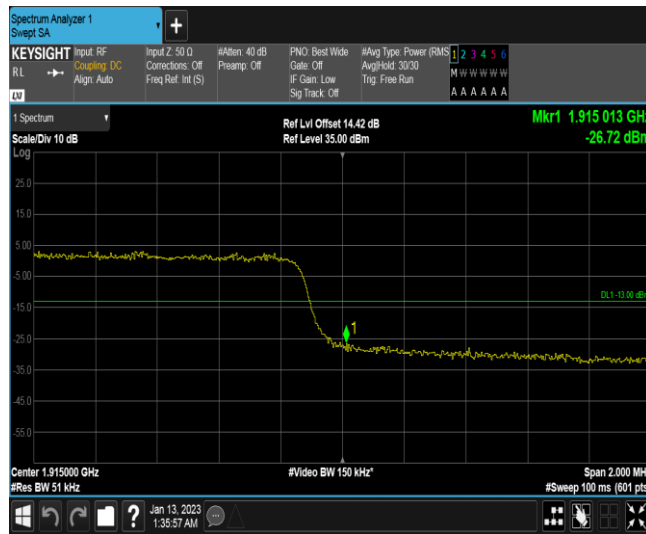 Spectrum Analyzer 1
Swept SA
+
KEYSIGHT
RL
LXI
Input: RF
Coupling: DC
Align: Auto
Input Z: 50 Ω
Corrections: Off
Freq Ref: Int (S)
#Atten: 40 dB
Preamp: Off
PNO: Best Wide
Gate: Off
IF Gain: Low
Sig Track: Off
#Avg Type: Power (RMS
Avg|Hold: 30/30
Trig: Free Run
1 2 3 4 5 6
M W W W W W
A A A A A A
1 Spectrum
Scale/Div 10 dB
Log
Ref Lvl Offset 14.42 dB
Ref Level 35.00 dBm
Mkr1 1.915 013 GH
-26.72 dBm
25.0
15.0
5.00
-5.00
-15.0
-25.0
-35.0
-45.0
-55.0
DL1 -13.00 dBm
1
Center 1.915000 GHz
#Res BW 51 kHz
#Video BW 150 kHz*
Span 2.000 MH
#Sweep 100 ms (601 pts
?
Jan 13, 2023
1:35:57 AM